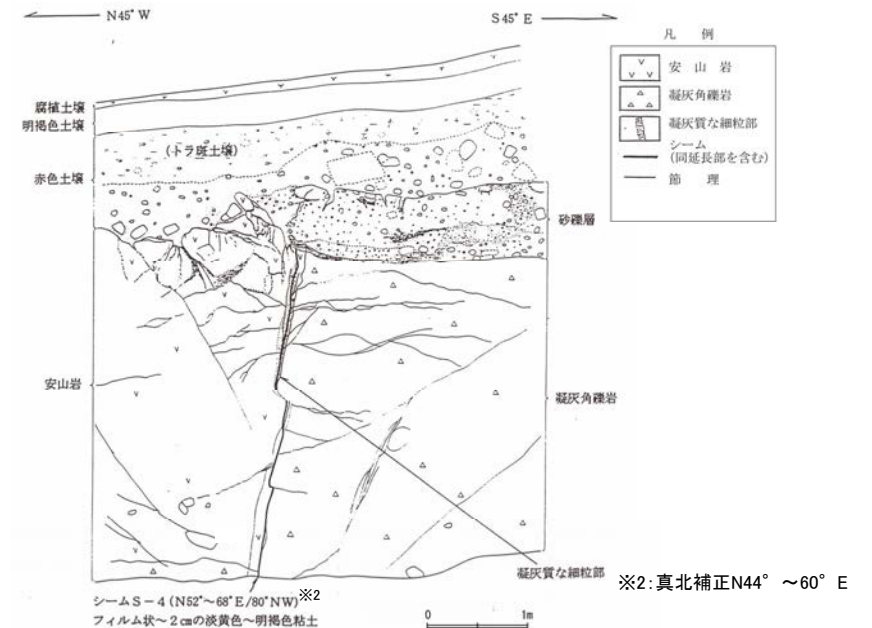 N45°W
S45°E
凡 例
安 山 岩
凝灰角礫岩
凝灰質な細粒部
シーム
(同延長部を含む)
節 理
腐植土壌
明褐色土壌
(トラ斑土壌)
赤色土壌
砂礫層
安山岩
凝灰角礫岩
凝灰質な細粒部
※2:真北補正N44°~60°E
シームS-4(N52°~68°E/80°NW)※2
フィルム状~2㎝の淡黄色~明褐色粘土
0 1m